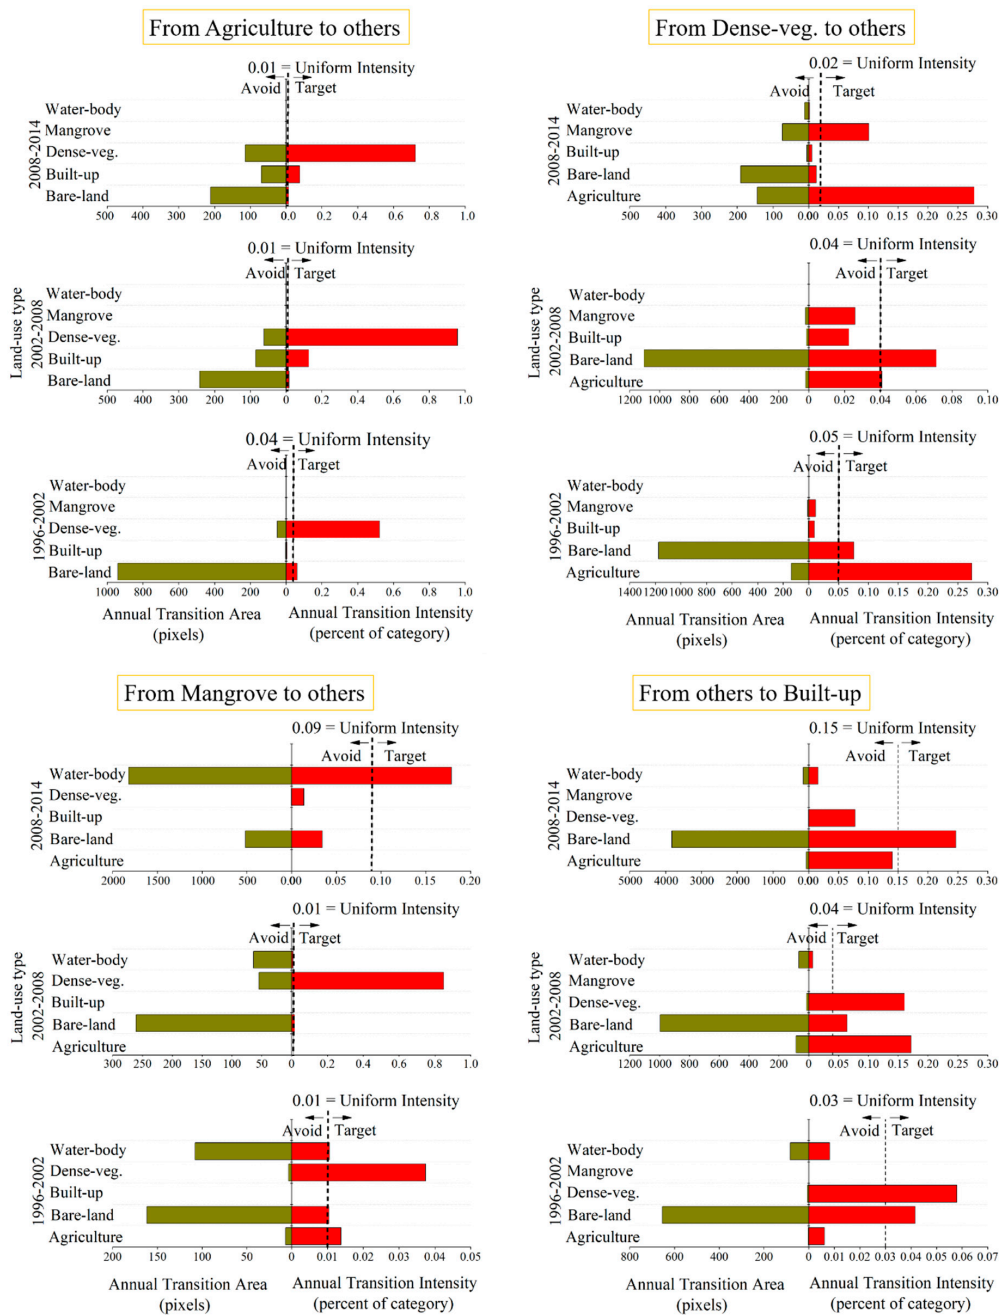 From Agriculture to others
0.01 = Uniform Intensity
Avoid Target
2008-2014
Water-body
Mangrove
Dense-veg.
Built-up
Bare-land
500 400 300 200 100 0 0.0 0.2 0.4 0.6 0.8 1.0
0.01 = Uniform Intensity
Avoid Target
Land-use type
2002-2008
Water-body
Mangrove
Dense-veg.
Built-up
Bare-land
500 400 300 200 100 0 0.2 0.4 0.6 0.8 1.0
0.04 = Uniform Intensity
Avoid Target
1996-2002
Water-body
Mangrove
Dense-veg.
Built-up
Bare-land
1000 800 600 400 200 0 0.2 0.4 0.6 0.8 1.0
Annual Transition Area
(pixels)
Annual Transition Intensity
(percent of category)
From Dense-veg. to others
0.02 = Uniform Intensity
Avoid Target
2008-2014
Water-body
Mangrove
Built-up
Bare-land
Agriculture
500 400 300 200 100 0.00 0.05 0.10 0.15 0.20 0.25 0.30
0.04 = Uniform Intensity
Avoid Target
2002-2008
Water-body
Mangrove
Built-up
Bare-land
Agriculture
1200 1000 800 600 400 200 0 0.02 0.04 0.06 0.08 0.10
0.05 = Uniform Intensity
Avoid Target
1996-2002
Water-body
Mangrove
Built-up
Bare-land
Agriculture
1400 1200 1000 800 600 400 200 0 0.05 0.10 0.15 0.20 0.25 0.30
Annual Transition Area
(pixels)
Annual Transition Intensity
(percent of category)
From Mangrove to others
0.09 = Uniform Intensity
Avoid Target
2008-2014
Water-body
Dense-veg.
Built-up
Bare-land
Agriculture
2000 1500 1000 500 0.00 0.05 0.10 0.15 0.20
0.01 = Uniform Intensity
Avoid Target
Land-use type
2002-2008
Water-body
Dense-veg.
Built-up
Bare-land
Agriculture
300 250 200 150 100 50 0 0.2 0.4 0.6 0.8 0.1
0.01 = Uniform Intensity
Avoid Target
1996-2002
Water-body
Dense-veg.
Built-up
Bare-land
Agriculture
200 150 100 50 0 0.01 0.02 0.03 0.04 0.05
Annual Transition Area
(pixels)
Annual Transition Intensity
(percent of category)
From others to Built-up
0.15 = Uniform Intensity
Avoid Target
2008-2014
Water-body
Mangrove
Dense-veg.
Bare-land
Agriculture
5000 4000 3000 2000 1000 0.00 0.05 0.10 0.15 0.20 0.25 0.30
0.04 = Uniform Intensity
Avoid Target
Land-use type
2002-2008
Water-body
Mangrove
Dense-veg.
Bare-land
Agriculture
1200 1000 800 600 400 200 0 0.05 0.10 0.15 0.20 0.25 0.30
0.03 = Uniform Intensity
Avoid Target
1996-2002
Water-body
Mangrove
Dense-veg.
Bare-land
Agriculture
800 600 400 200 0 0.01 0.02 0.03 0.04 0.05 0.06 0.07
Annual Transition Area
(pixels)
Annual Transition Intensity
(percent of category)